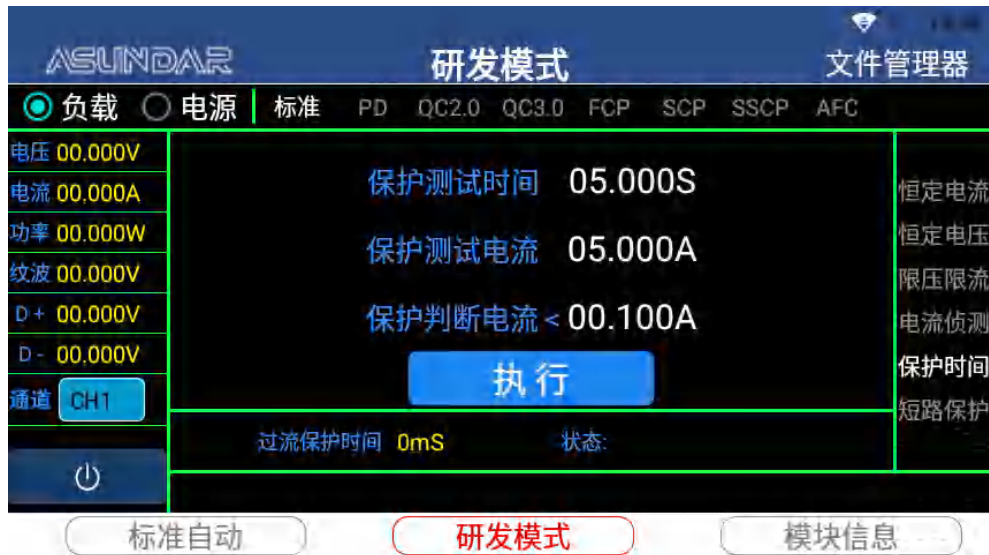 ASUNDAR 研发模式 文件管理器
负载 电源 标准 PD QC2.0 QC3.0 FCP SCP SSCP AFC
电压 00.000V
电流 00.000A
功率 00.000W
纹波 00.000V
D+ 00.000V
D- 00.000V
通道 CH1
保护测试时间 05.000S
保护测试电流 05.000A
保护判断电流 < 00.100A
执行
过流保护时间 0mS 状态:
恒定电流
恒定电压
限压限流
电流侦测
保护时间
短路保护
标准自动 研发模式 模块信息